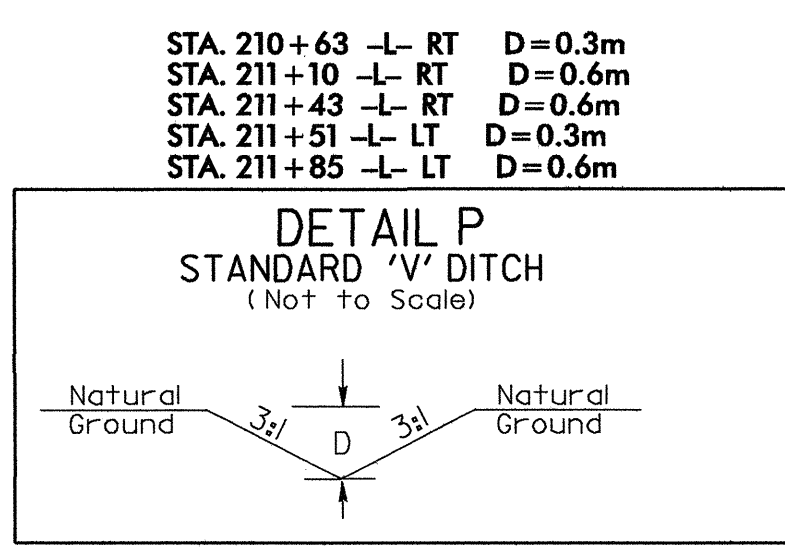 STA. 210+63 -L- RT D=0.3m
STA. 211+10 -L- RT D=0.6m
STA. 211+43 -L- RT D=0.6m
STA. 211+51 -L- LT D=0.3m
STA. 211+85 -L- LT D=0.6m
DETAIL P
STANDARD 'V' DITCH
(Not to Scale)
Natural
Ground
3:1
D
3:1
Natural
Ground